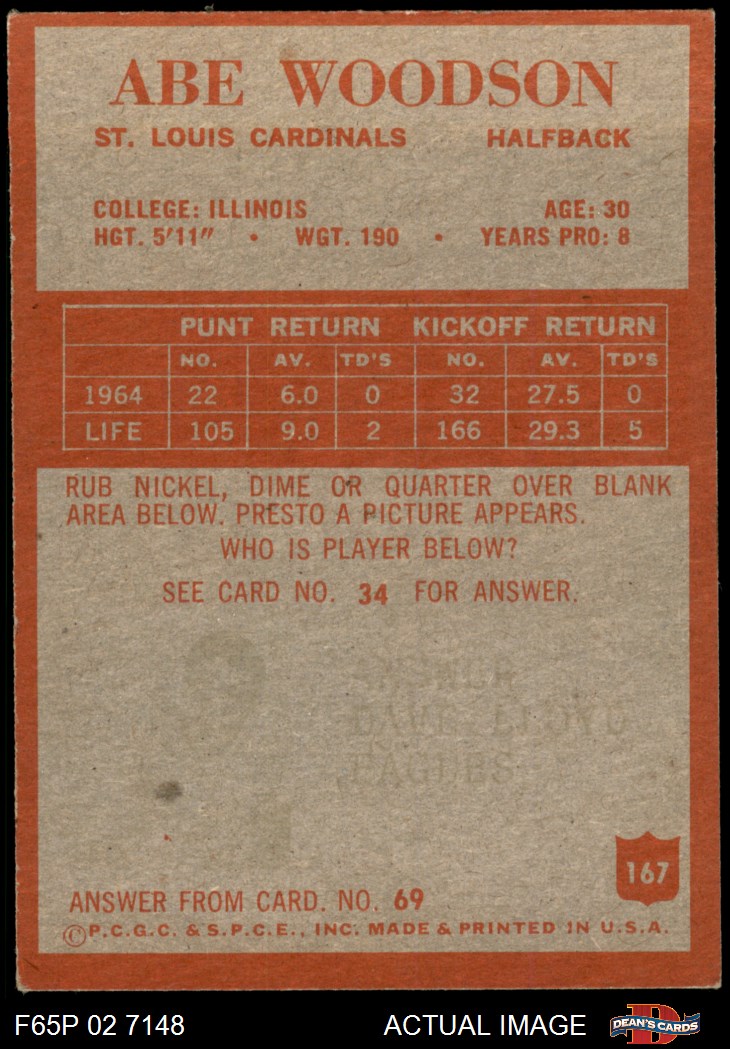 ABE WOODSON
ST. LOUIS CARDINALS HALFBACK
COLLEGE: ILLINOIS AGE: 30
HGT. 5'11" • WGT. 190 • YEARS PRO: 8
PUNT RETURN KICKOFF RETURN
NO. AV. TD'S NO. AV. TD'S
1964 22 6.0 0 32 27.5 0
LIFE 105 9.0 2 166 29.3 5
RUB NICKEL, DIME OR QUARTER OVER BLANK
AREA BELOW. PRESTO A PICTURE APPEARS.
WHO IS PLAYER BELOW?
SEE CARD NO. 34 FOR ANSWER.
DAVE LLOYD
EAGLES
167
ANSWER FROM CARD. NO. 69
©P.C.G.C. & S.P.C.E., INC. MADE & PRINTED IN U.S.A.
F65P 02 7148 ACTUAL IMAGE DEAN'S CARDS